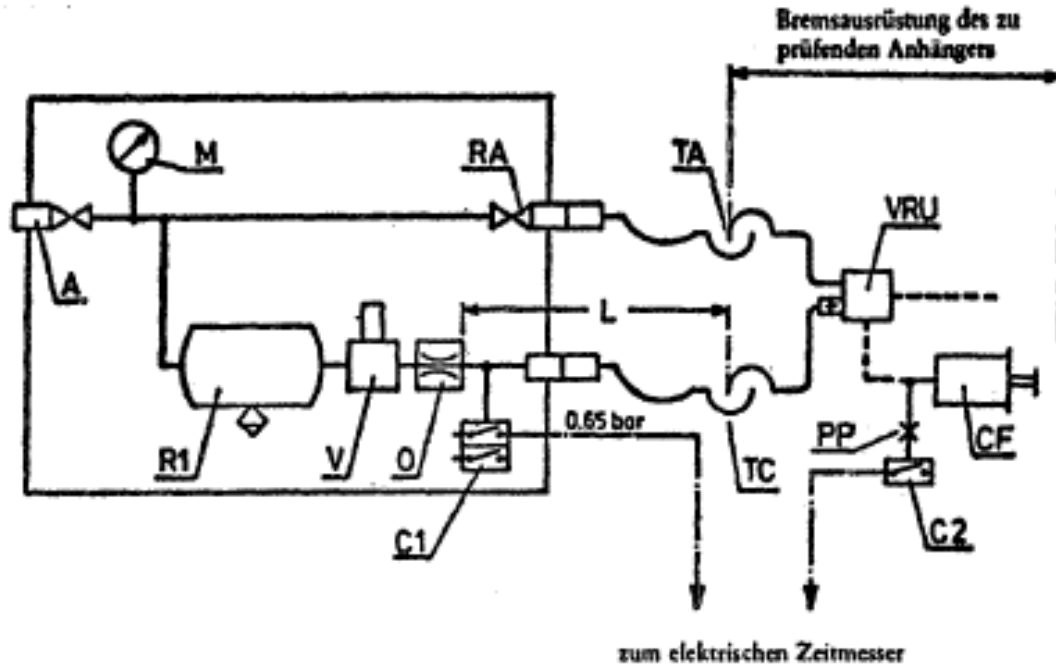 Bremsausrüstung des zu
prüfenden Anhängers
M
RA
TA
VRU
A
L
R1
V
O
0.65 bar
PP
CF
TC
C1
C2
zum elektrischen Zeitmesser